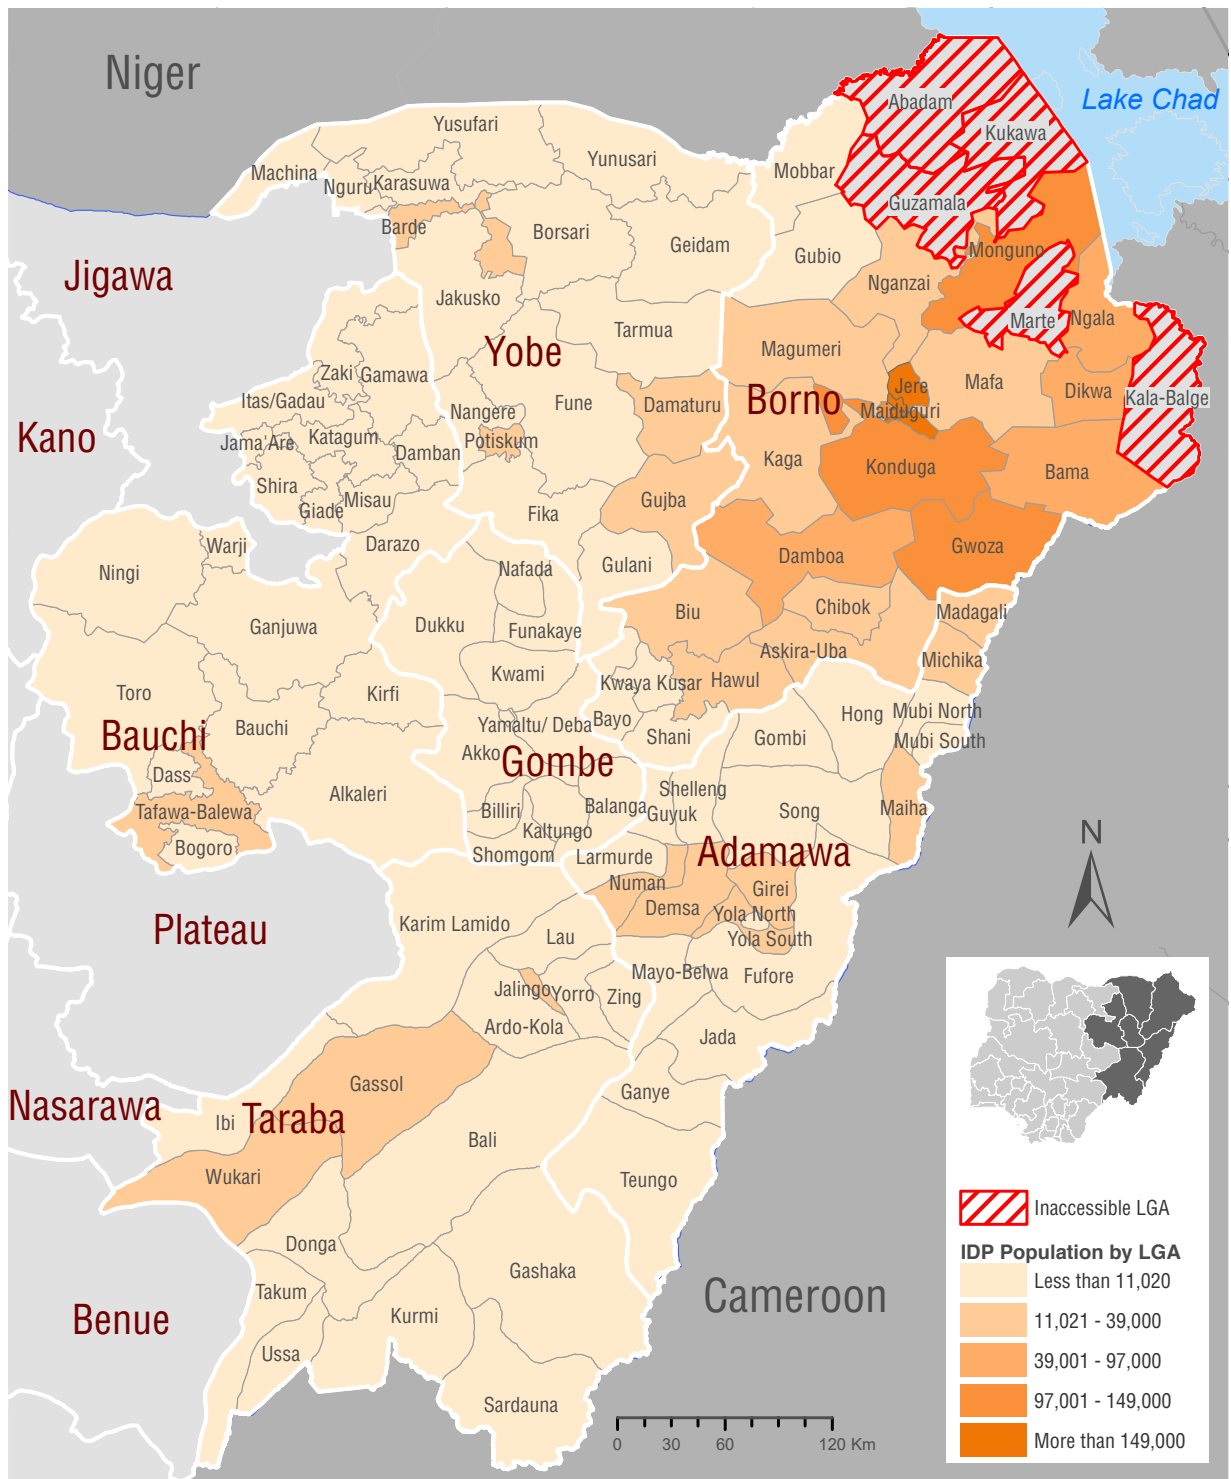 Niger
Lake Chad
Abadam
Kukawa
Yusufari
Yunusari
Machina
Nguru
Karasuwa
Mobbar
Guzamala
Barde
Borsari
Geidam
Gubio
Monguno
Nganzai
Jigawa
Jakusko
Tarmua
Marte
Ngala
Yobe
Magumeri
Zaki
Gamawa
Jere
Mafa
Dikwa
Kala-Balge
Itas/Gadau
Nangere
Fune
Damaturu
Borno
Maiduguri
Kano
Jama'Are
Katagum
Damban
Potiskum
Kaga
Konduga
Bama
Shira
Giade
Misau
Gujba
Fika
Darazo
Warji
Ningi
Nafada
Gulani
Damboa
Gwoza
Ganjuwa
Dukku
Funakaye
Biu
Chibok
Madagali
Askira-Uba
Michika
Toro
Kirfi
Kwami
Kwaya Kusar
Hawul
Bauchi
Bauchi
Yamaltu/ Deba
Bayo
Shani
Gombi
Hong
Mubi North
Mubi South
Akko
Gombe
Dass
Alkaleri
Tafawa-Balewa
Bogoro
Billiri
Kaltungo
Balanga
Shelleng
Guyuk
Song
Maiha
Shomgom
Larmurde
Adamawa
N
Numan
Demsa
Girei
Yola North
Yola South
Plateau
Karim Lamido
Lau
Mayo-Belwa
Fufore
Jalingo
Yorro
Zing
Ardo-Kola
Jada
Gassol
Ganye
Nasarawa
Ibi
Taraba
Bali
Wukari
Teungo
Donga
Gashaka
Takum
Kurmi
Benue
Ussa
Sardauna
Cameroon
Inaccessible LGA
IDP Population by LGA
Less than 11,020
11,021 - 39,000
39,001 - 97,000
97,001 - 149,000
More than 149,000
0 30 60 120 Km